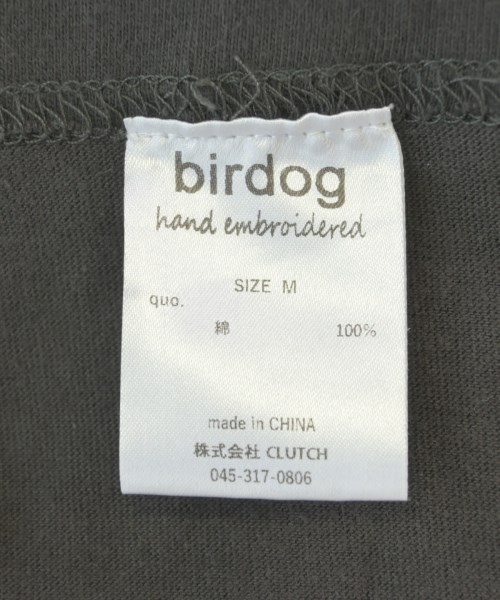 birdog
hand embroidered
SIZE M
quo.
綿 100%
made in CHINA
株式会社 CLUTCH
045-317-0806